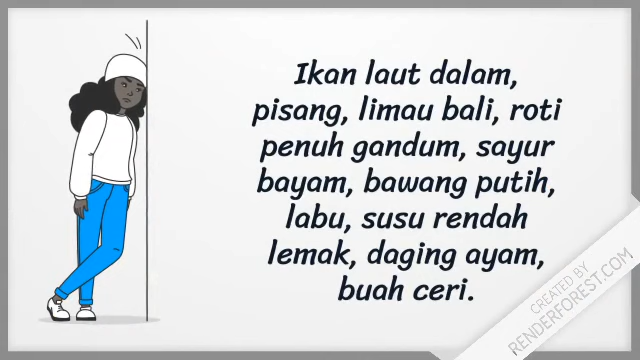 Ikan laut dalam,
pisang, limau bali, roti
penuh gandum, sayur
bayam, bawang putih,
labu, susu rendah
lemak, daging ayam,
buah ceri.
CREATED BY
RENDERFOREST.COM